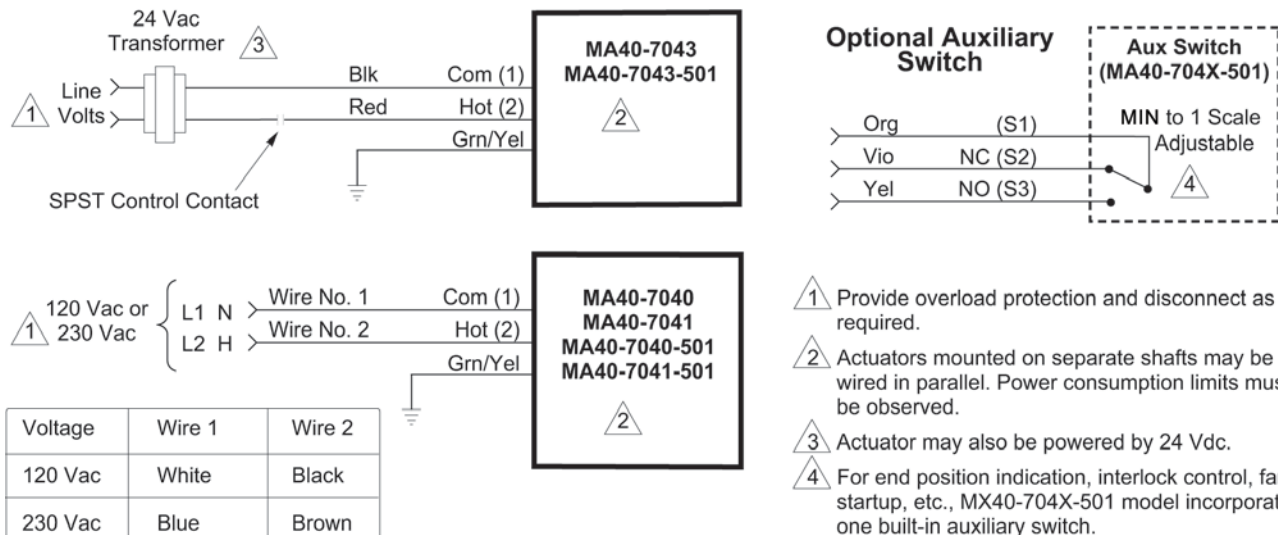 24 Vac
Transformer
3
Line
Volts
1
Blk
Red
Com (1)
Hot (2)
Grn/Yel
SPST Control Contact
MA40-7043
MA40-7043-501
2
Optional Auxiliary
Switch
Org (S1)
Vio NC (S2)
Yel NO (S3)
Aux Switch
(MA40-704X-501)
MIN to 1 Scale
Adjustable
4
1
120 Vac or
230 Vac
L1 N
L2 H
Wire No. 1
Wire No. 2
Com (1)
Hot (2)
Grn/Yel
MA40-7040
MA40-7041
MA40-7040-501
MA40-7041-501
2
Voltage Wire 1 Wire 2
120 Vac White Black
230 Vac Blue Brown
1 Provide overload protection and disconnect as
required.
2 Actuators mounted on separate shafts may be
wired in parallel. Power consumption limits
be observed.
3 Actuator may also be powered by 24 Vdc.
4 For end position indication, interlock control,
startup, etc., MX40-704X-501 model
one built-in auxiliary switch.